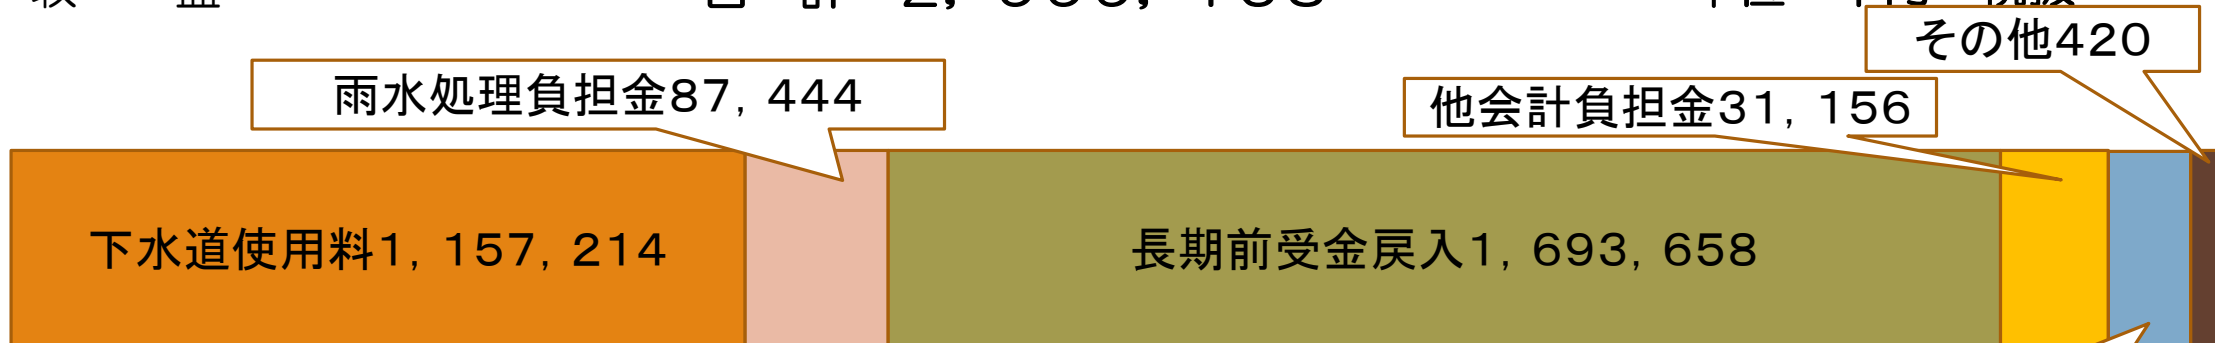 その他420
雨水処理負担金87, 444
他会計負担金31, 156
下水道使用料1, 157, 214
長期前受金戻入1, 693, 658